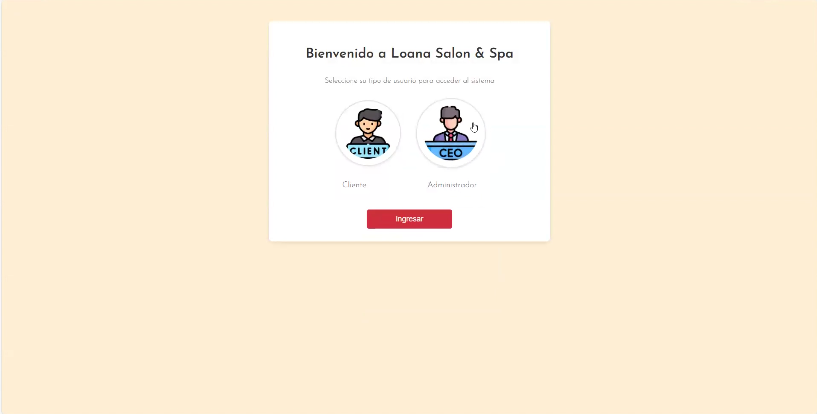 Bienvenido a Loana Salon & Spa
Seleccione su tipo de usuario para acceder al sistema
CLIENT
CEO
Cliente
Administrador
Ingresar